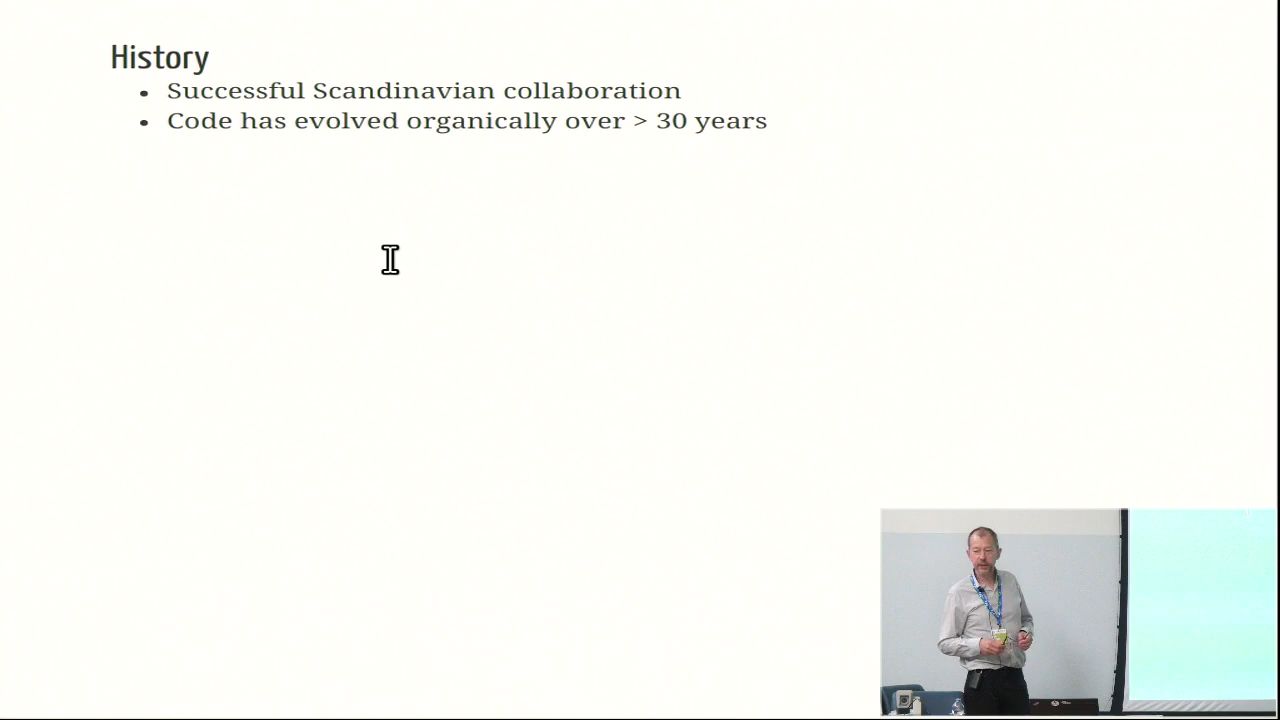 History
• Successful Scandinavian collaboration
• Code has evolved organically over > 30 years